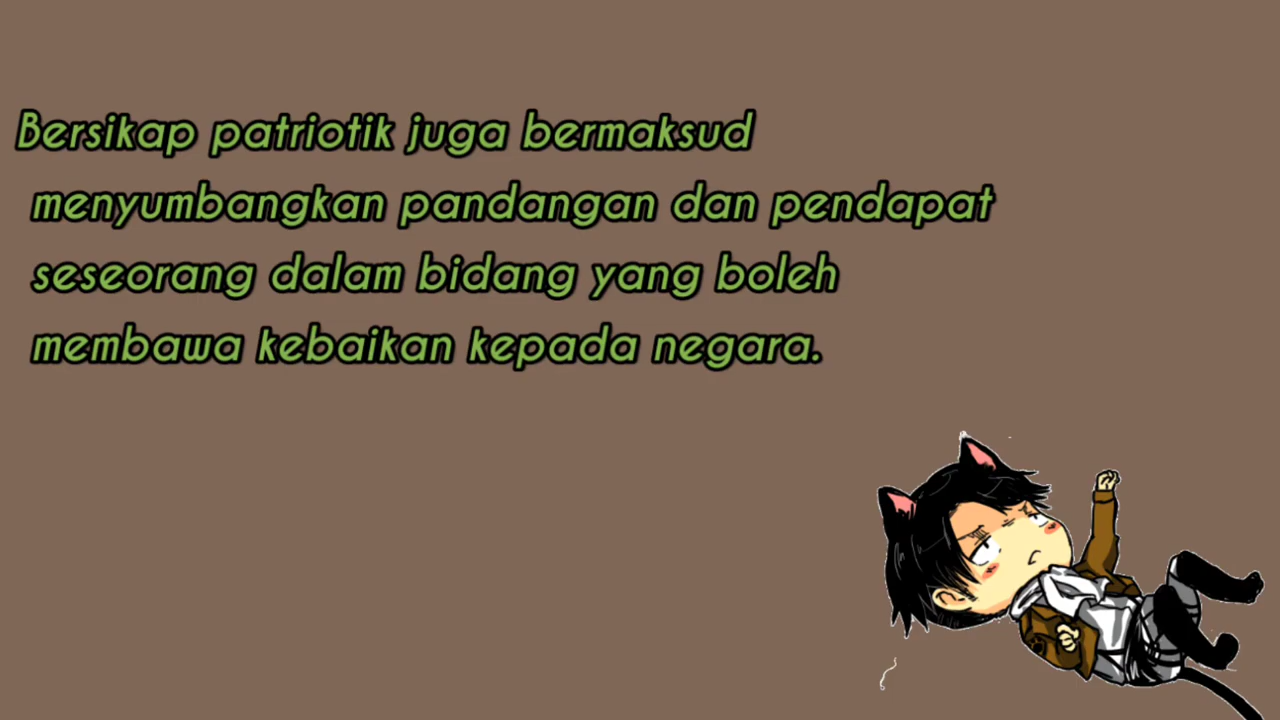 Bersikap patriotik juga bermaksud
menyumbangkan pandangan dan pendapat
seseorang dalam bidang yang boleh
membawa kebaikan kepada negara.